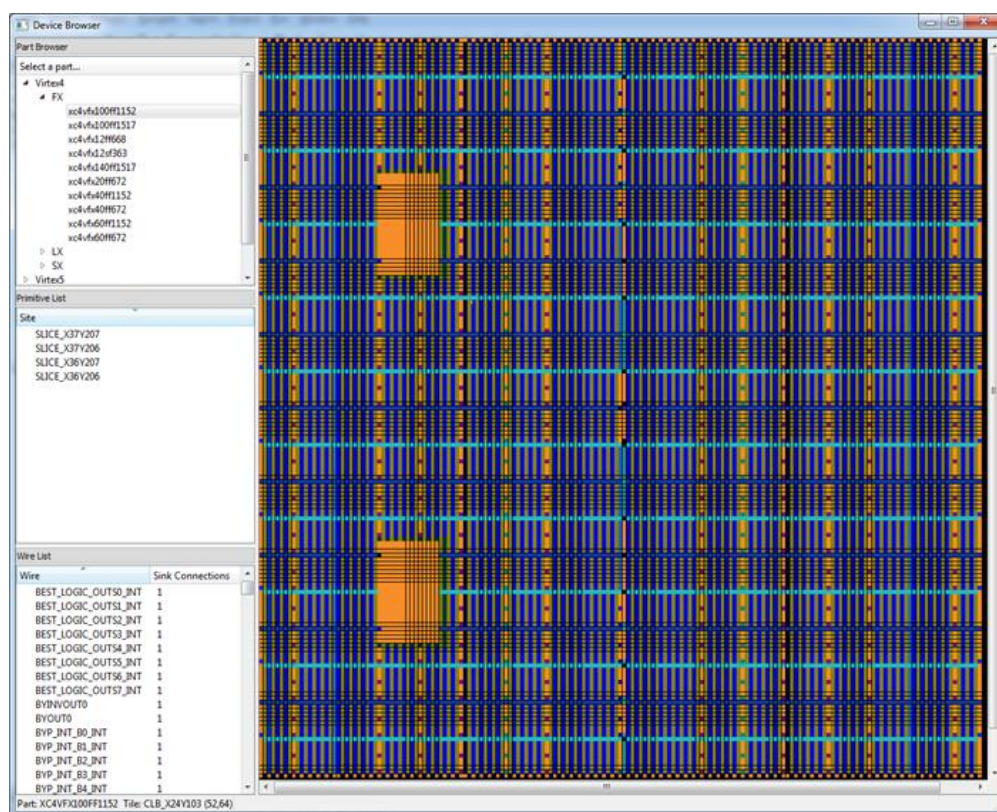 Device Browser
Part Browser
Select a part...
Virtex4
FX
xc4vfx100ff1152
xc4vfx100ff1517
xc4vfx12ff668
xc4vfx12sf363
xc4vfx140ff1517
xc4vfx20ff672
xc4vfx40ff1152
xc4vfx40ff672
xc4vfx60ff1152
xc4vfx60ff672
LX
SX
Virtex5
Primitive List
Site
SLICE_X37Y207
SLICE_X37Y206
SLICE_X36Y207
SLICE_X36Y206
Wire List
Wire Sink Connections
BEST_LOGIC_OUTS0_INT 1
BEST_LOGIC_OUTS1_INT 1
BEST_LOGIC_OUTS2_INT 1
BEST_LOGIC_OUTS3_INT 1
BEST_LOGIC_OUTS4_INT 1
BEST_LOGIC_OUTS5_INT 1
BEST_LOGIC_OUTS6_INT 1
BEST_LOGIC_OUTS7_INT 1
BYINVOUT0 1
BYOUT0 1
BYP_INT_B0_INT 1
BYP_INT_B1_INT 1
BYP_INT_B2_INT 1
BYP_INT_B3_INT 1
BYP_INT_B4_INT 1
Part: XC4VFX100FF1152 Tile: CLB_X24Y103 (52,64)